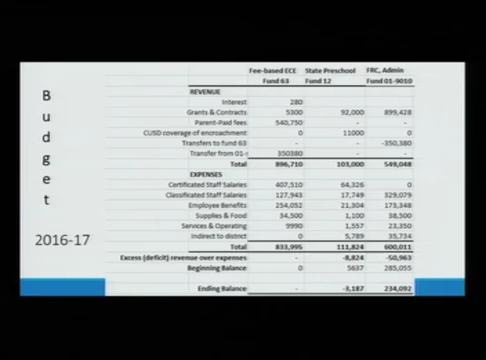 Budget
2016-17
Fee-based ECE State Preschool FRC, Admin
Fund 63 Fund 12 Fund 01-9010
REVENUE
Interest 280
Grants & Contracts 5300 92,000 899,428
Parent-Paid fees 540,750 - -
CUSD coverage of encroachment 0 11000 0
Transfers to fund 63 - - -350,380
Transfer from 01-9 350380 - -
Total 896,710 103,000 549,048
EXPENSES
Certificated Staff Salaries 407,510 64,326 0
Classificated Staff Salaries 127,943 17,749 329,079
Employee Benefits 254,052 21,304 173,348
Supplies & Food 34,500 1,100 38,500
Services & Operating 9990 1,557 23,350
Indirect to district 0 5,789 35,734
Total 833,995 111,824 600,011
Excess (deficit) revenue over expenses - -8,824 -50,963
Beginning Balance 0 5637 285,055
Ending Balance - -3,187 234,092